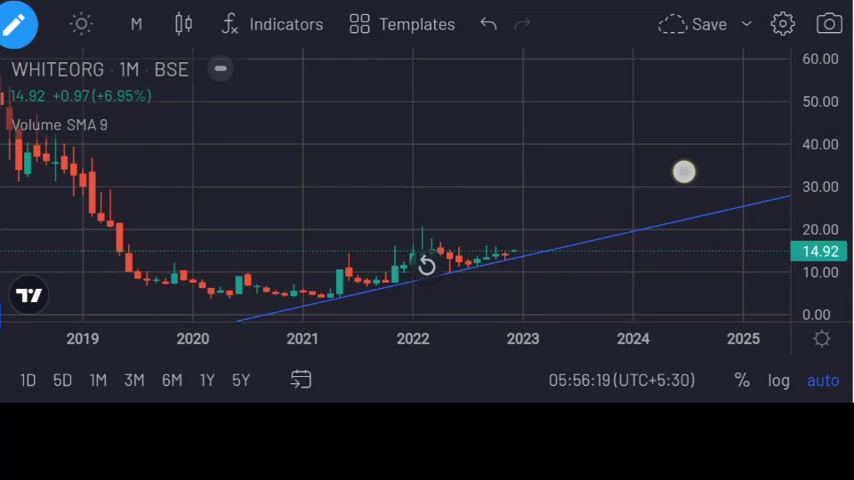 M Indicators Templates Save
WHITEORG · 1M · BSE
14.92 +0.97 (+6.95%)
Volume SMA 9
60.00
50.00
40.00
30.00
20.00
14.92
10.00
0.00
2019 2020 2021 2022 2023 2024 2025
1D 5D 1M 3M 6M 1Y 5Y 05:56:19 (UTC+5:30) % log auto